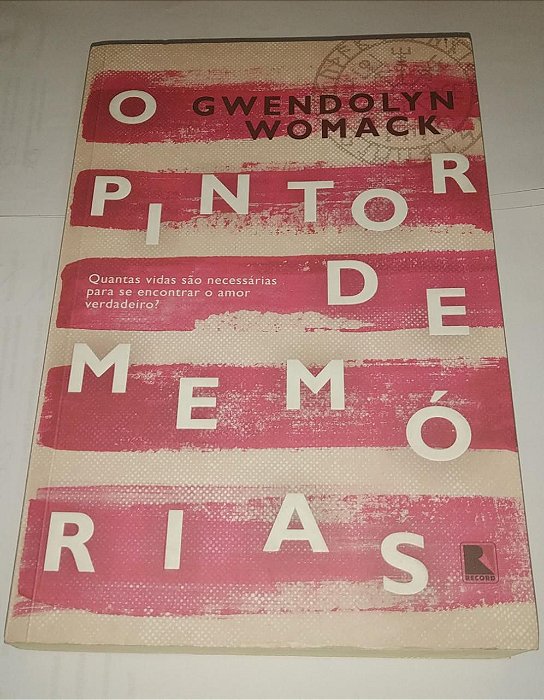 O
GWENDOLYN
WOMACK
PINTOR
Quantas vidas são necessárias
para se encontrar o amor
verdadeiro?
DE
MEMÓ
RIAS
R
RECORD